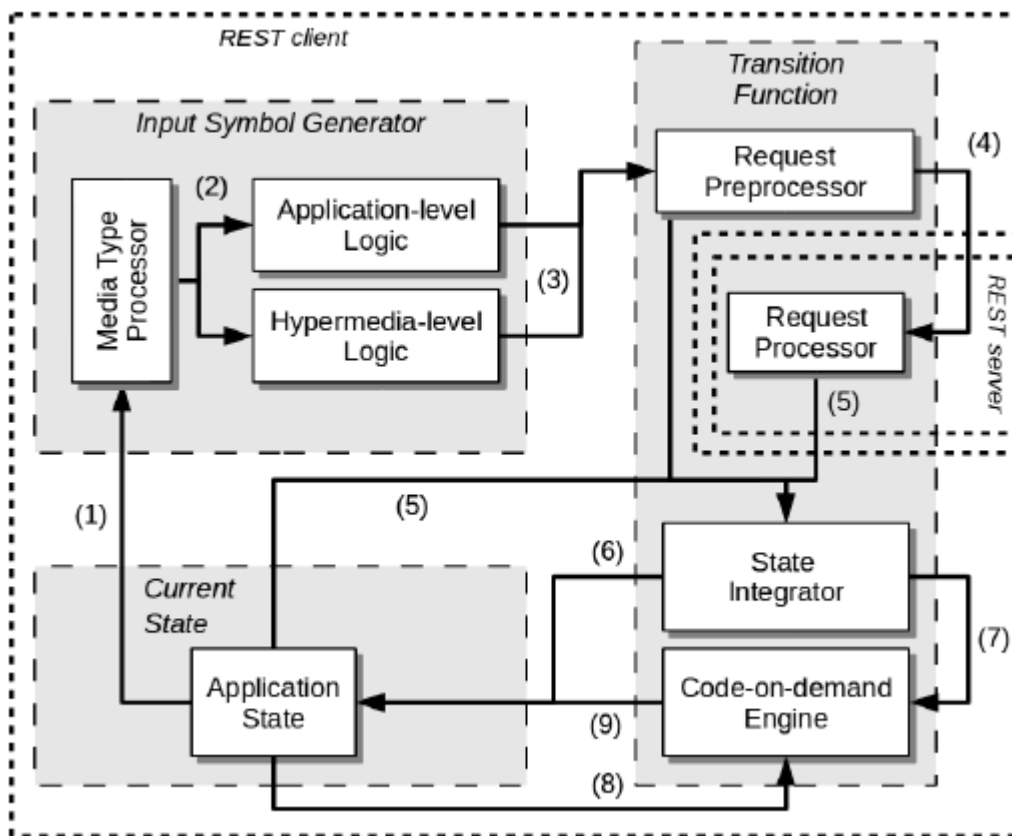 REST client
Transition
Function
Input Symbol Generator
Request
Preprocessor
(4)
Media Type
Processor
(2)
Application-level
Logic
(3)
Hypermedia-level
Logic
Request
Processor
REST server
(5)
(1)
(5)
(6)
State
Integrator
(7)
Current
State
Application
State
Code-on-demand
Engine
(9)
(8)